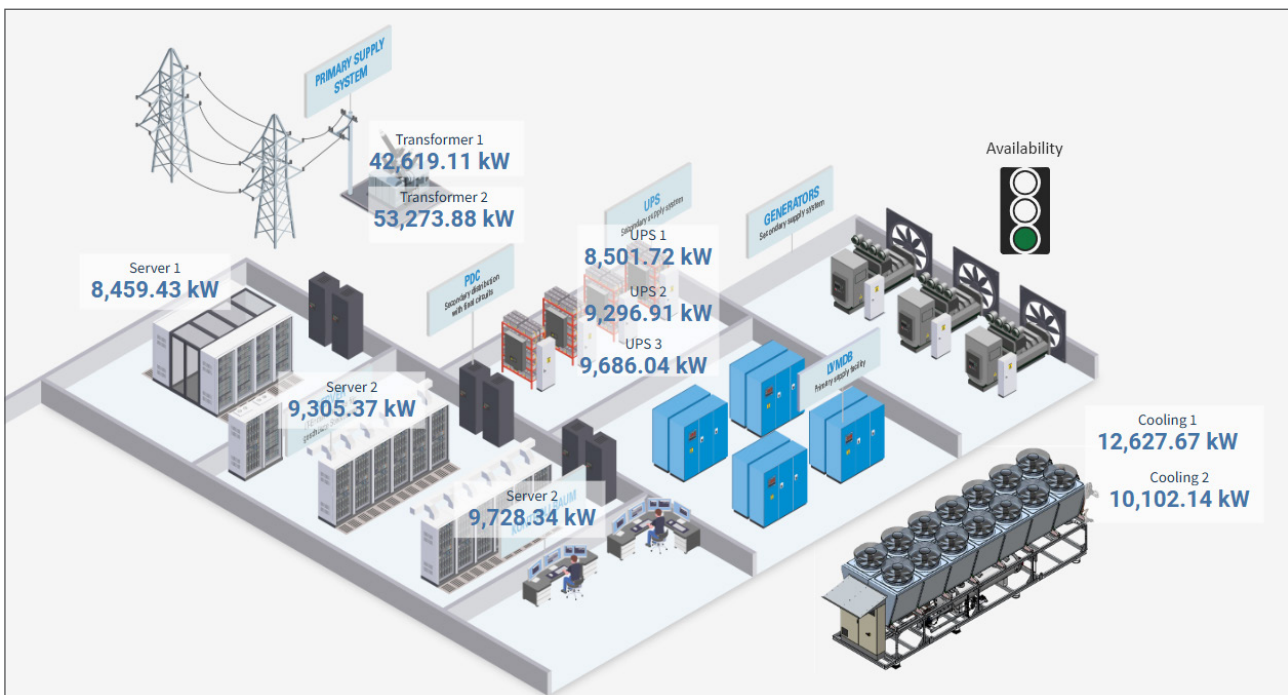 PRIMARY SUPPLY
SYSTEM
Transformer 1
42,619.11 kW
Transformer 2
53,273.88 kW
Availability
UPS
Secondary supply system
UPS 1
8,501.72 kW
UPS 2
9,296.91 kW
UPS 3
9,686.04 kW
GENERATORS
Secondary supply system
PDC
Secondary distribution
with final circuits
Server 1
8,459.43 kW
LVMDB
Primary supply facility
Server 2
9,305.37 kW
Server 2
9,728.34 kW
Cooling 1
12,627.67 kW
Cooling 2
10,102.14 kW